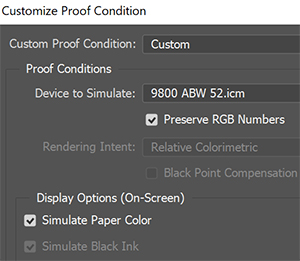 Customize Proof Condition
Custom Proof Condition: Custom
Proof Conditions
Device to Simulate: 9800 ABW 52.icm
Preserve RGB Numbers
Rendering Intent: Relative Colorimetric
Black Point Compensation
Display Options (On-Screen)
Simulate Paper Color
Simulate Black Ink